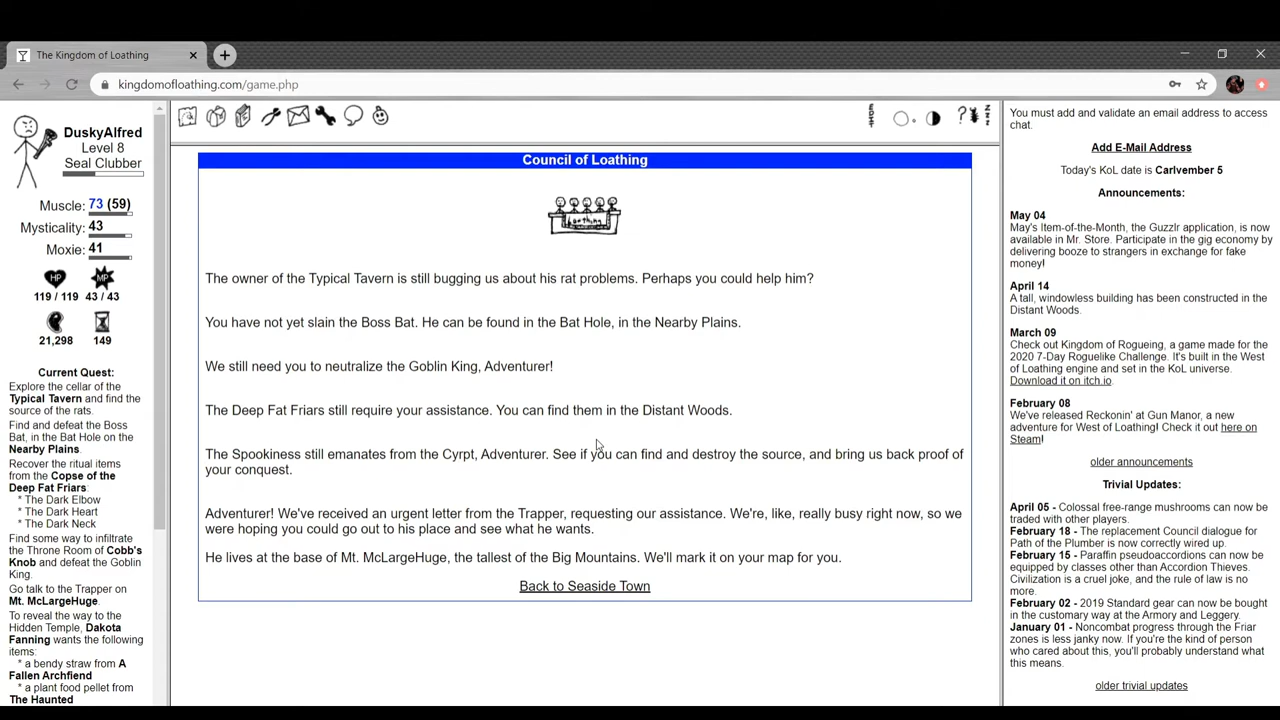 The Kingdom of Loathing
kingdomofloathing.com/game.php
DuskyAlfred
Level 8
Seal Clubber
Muscle: 73 (59)
Mysticality: 43
Moxie: 41
HP
MP
119 / 119 43 / 43
21,298 149
Current Quest:
Explore the cellar of the
Typical Tavern and find the
source of the rats.
Find and defeat the Boss
Bat, in the Bat Hole on the
Nearby Plains.
Recover the ritual items
from the Copse of the
Deep Fat Friars:
* The Dark Elbow
* The Dark Heart
* The Dark Neck
Find some way to infiltrate
the Throne Room of Cobb's
Knob and defeat the Goblin
King.
Go talk to the Trapper on
Mt. McLargeHuge.
To reveal the way to the
Hidden Temple, Dakota
Fanning wants the following
items:
* a bendy straw from A
Fallen Archfiend
* a plant food pellet from
The Haunted
EDIT
Council of Loathing
Loathing
The owner of the Typical Tavern is still bugging us about his rat problems. Perhaps you could help him?
You have not yet slain the Boss Bat. He can be found in the Bat Hole, in the Nearby Plains.
We still need you to neutralize the Goblin King, Adventurer!
The Deep Fat Friars still require your assistance. You can find them in the Distant Woods.
The Spookiness still emanates from the Cyrpt, Adventurer. See if you can find and destroy the source, and bring us back proof of
your conquest.
Adventurer! We've received an urgent letter from the Trapper, requesting our assistance. We're, like, really busy right now, so we
were hoping you could go out to his place and see what he wants.
He lives at the base of Mt. McLargeHuge, the tallest of the Big Mountains. We'll mark it on your map for you.
Back to Seaside Town
You must add and validate an email address to access
chat.
Add E-Mail Address
Today's KoL date is Carlvember 5
Announcements:
May 04
May's Item-of-the-Month, the Guzzlr application, is now
available in Mr. Store. Participate in the gig economy by
delivering booze to strangers in exchange for fake
money!
April 14
A tall, windowless building has been constructed in the
Distant Woods.
March 09
Check out Kingdom of Rogueing, a game made for the
2020 7-Day Roguelike Challenge. It's built in the West
of Loathing engine and set in the KoL universe.
Download it on itch.io.
February 08
We've released Reckonin' at Gun Manor, a new
adventure for West of Loathing! Check it out here on
Steam!
older announcements
Trivial Updates:
April 05 - Colossal free-range mushrooms can now be
traded with other players.
February 18 - The replacement Council dialogue for
Path of the Plumber is now correctly wired up.
February 15 - Paraffin pseudoaccordions can now be
equipped by classes other than Accordion Thieves.
Civilization is a cruel joke, and the rule of law is no
more.
February 02 - 2019 Standard gear can now be bought
in the customary way at the Armory and Leggery.
January 01 - Noncombat progress through the Friar
zones is less janky now. If you're the kind of person
who cared about this, you'll probably understand what
this means.
older trivial updates